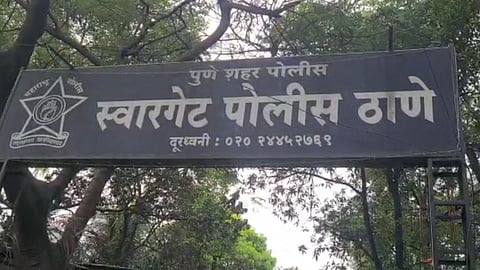 पुणे शहर पोलीस
स्वारगेट पोलीस ठाणे
दूरध्वनी : ०२० २४४५२७६९